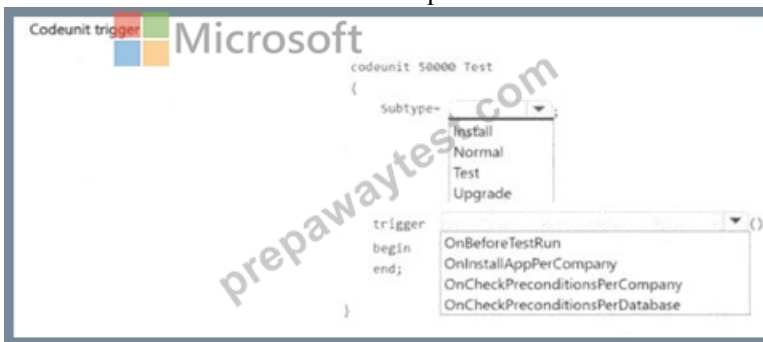 Codeunit trigger
Microsoft
codeunit 50000 Test
{
Subtype= ;
Install
Normal
Test
Upgrade
trigger ()
OnBeforeTestRun
begin
OnInstallAppPerCompany
end;
OnCheckPreconditionsPerCompany
OnCheckPreconditionsPerDatabase
}
prepawaytest.com